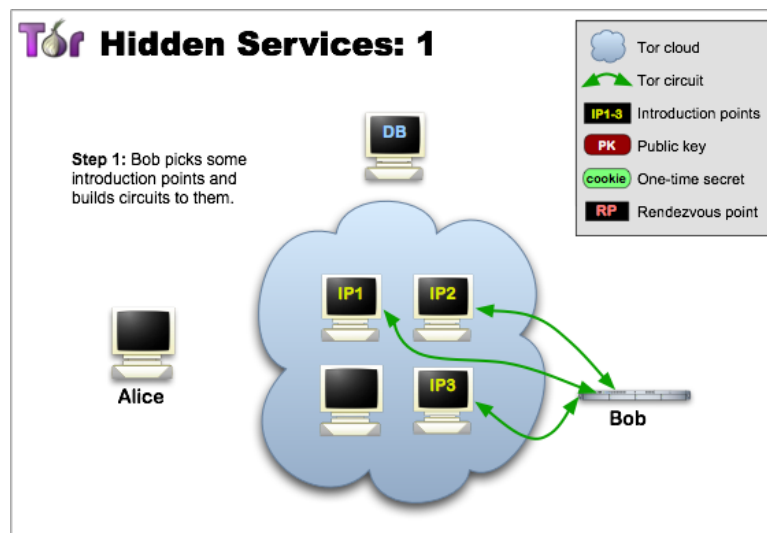 Tor Hidden Services: 1
Tor cloud
Tor circuit
IP1-3 Introduction points
PK Public key
cookie One-time secret
RP Rendezvous point
DB
Step 1: Bob picks some
introduction points and
builds circuits to them.
IP1 IP2
IP3
Alice
Bob